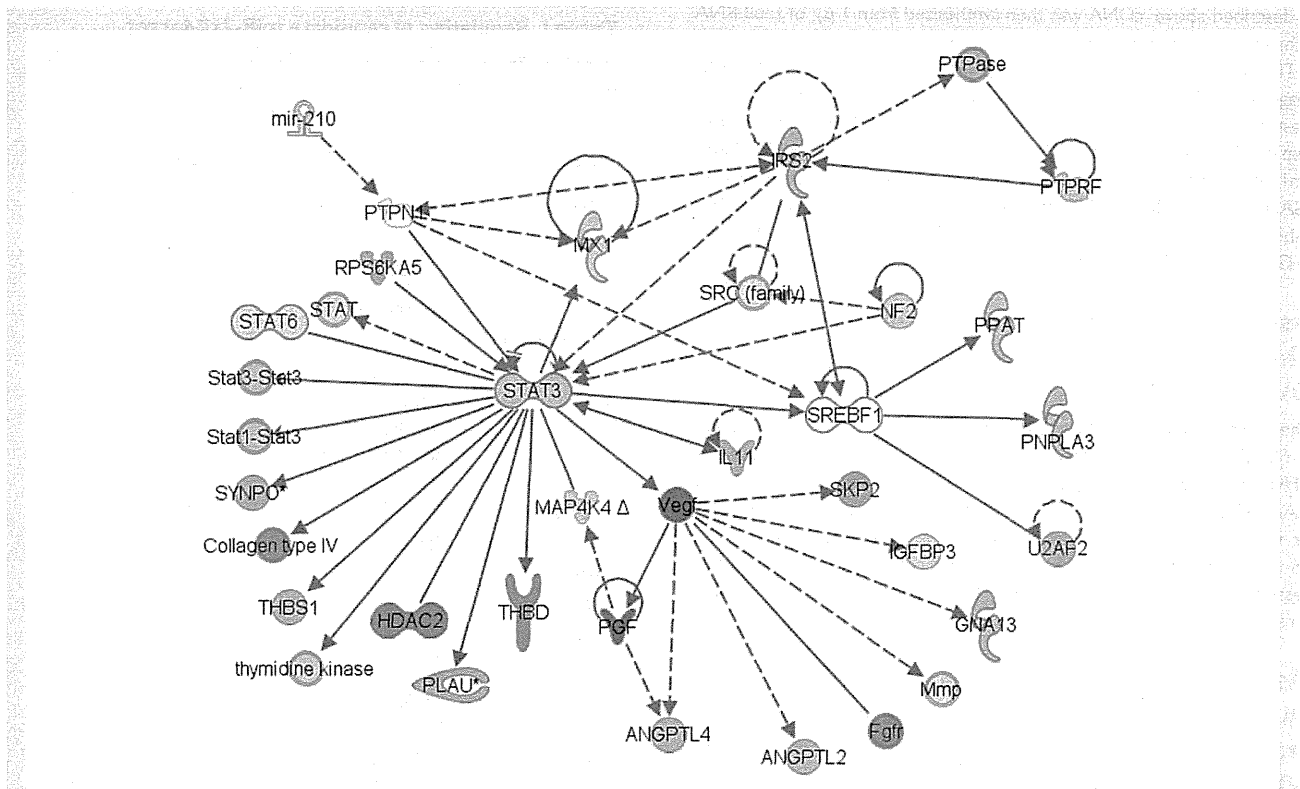 PTPase
mir-210
IRS2
PTPRF
PTPN1
MX1
RPS6KA5
SRC (family)
NF2
STAT6
STAT
PPAT
Stat3-Stat3
STAT3
SREBF1
PNPLA3
Stat1-Stat3
IL11
SYNPO*
MAP4K4 Δ
Vegf
SKP2
Collagen type IV
IGFBP3
U2AF2
THBS1
HDAC2
THBD
PGF
GNA13
thymidine kinase
PLAU*
Mmp
ANGPTL4
Fgfr
ANGPTL2